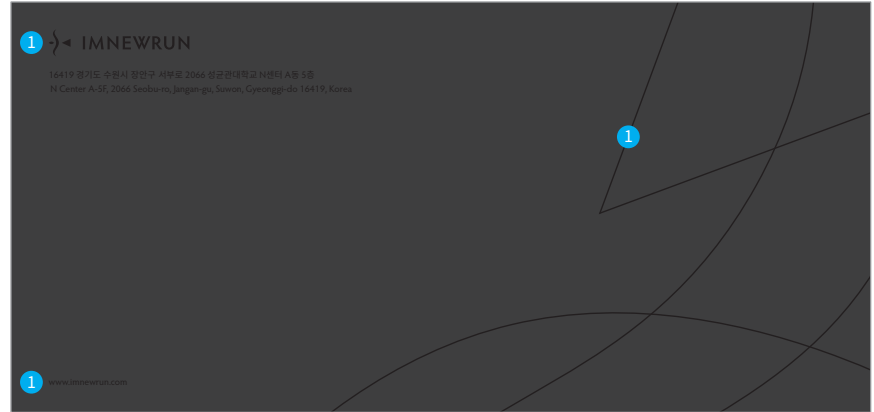 1 IMNEWRUN
16419 경기도 수원시 장안구 서부로 2066 성균관대학교 N센터 A동 5층
N Center A-5F, 2066 Seobu-ro, Jangan-gu, Suwon, Gyeonggi-do 16419, Korea
1
1 www.imnewrun.com